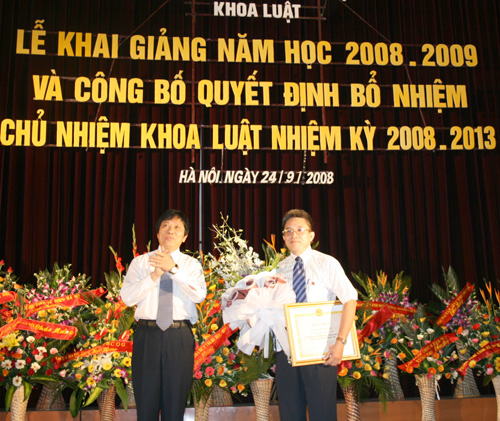 KHOA LUẬT
LỄ KHAI GIẢNG NĂM HỌC 2008.2009
VÀ CÔNG BỐ QUYẾT ĐỊNH BỔ NHIỆM
CHỦ NHIỆM KHOA LUẬT NHIỆM KỲ 2008.2013
HÀ NỘI, NGÀY 24/9/2008